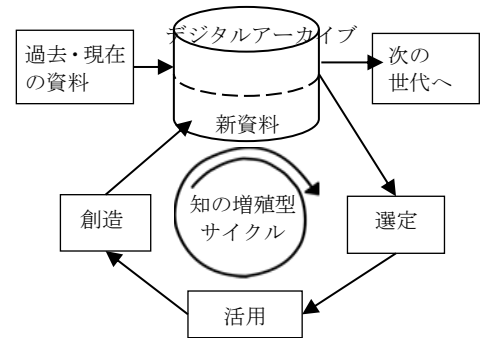 デジタルアーカイブ
過去・現在
の資料
次の
世代へ
新資料
知の増殖型
サイクル
創造
選定
活用